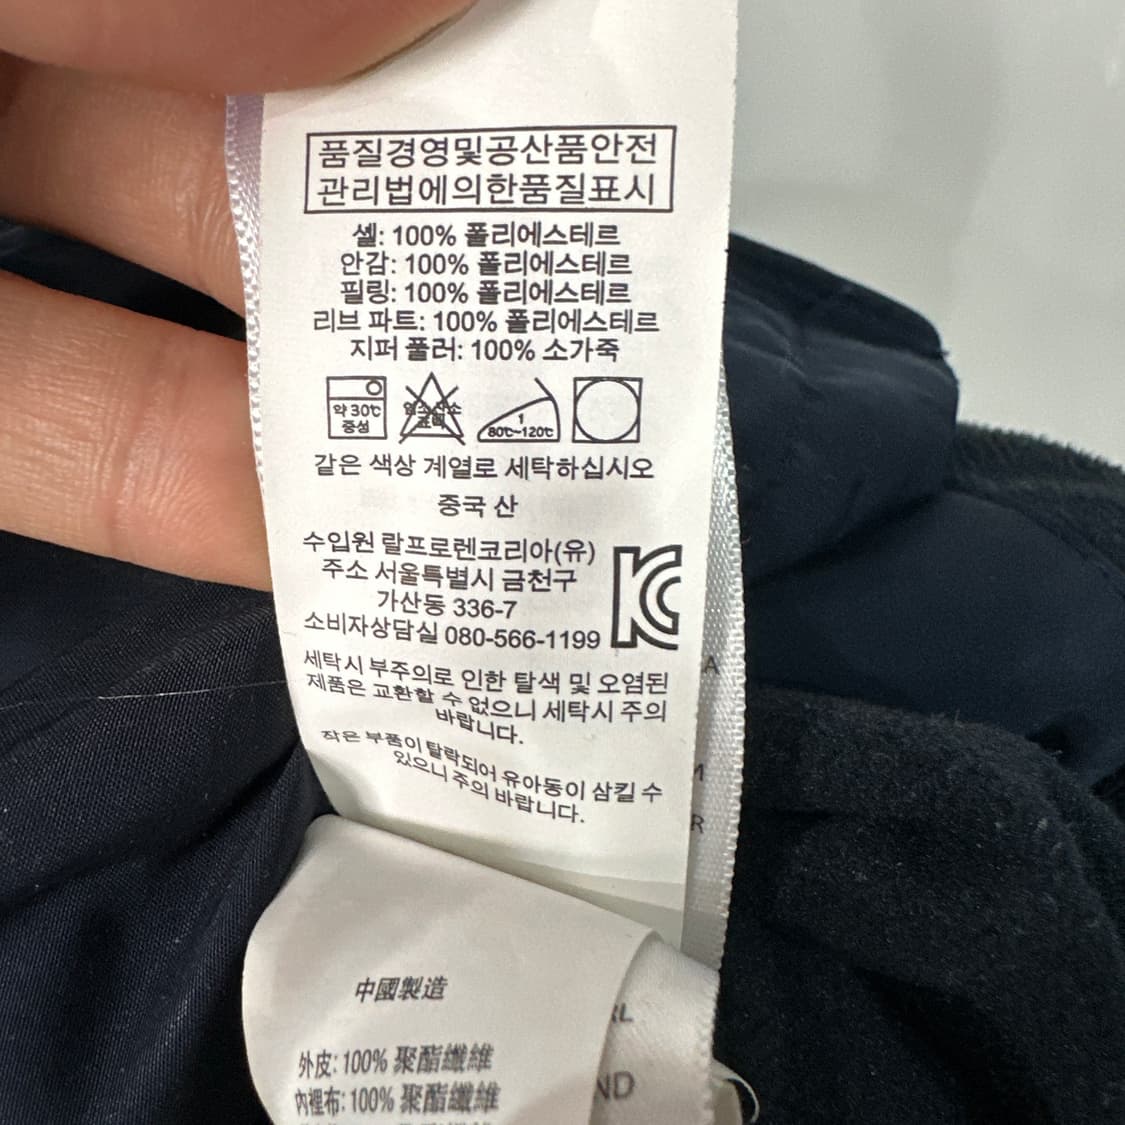 품질경영및공산품안전
관리법에의한품질표시
셀: 100% 폴리에스테르
안감: 100% 폴리에스테르
필링: 100% 폴리에스테르
리브 파트: 100% 폴리에스테르
지퍼 풀러: 100% 소가죽
약 30℃
중성
1
80℃~120℃
같은 색상 계열로 세탁하십시오
중국 산
수입원 랄프로렌코리아(유)
주소 서울특별시 금천구
가산동 336-7
소비자상담실 080-566-1199
세탁시 부주의로 인한 탈색 및 오염된
제품은 교환할 수 없으니 세탁시 주의
바랍니다.
작은 부품이 탈락되어 유아동이 삼킬 수
있으니 주의 바랍니다.
A
R
中國製造
外皮: 100% 聚酯纖維
內裡布: 100% 聚酯纖維
RL
ND